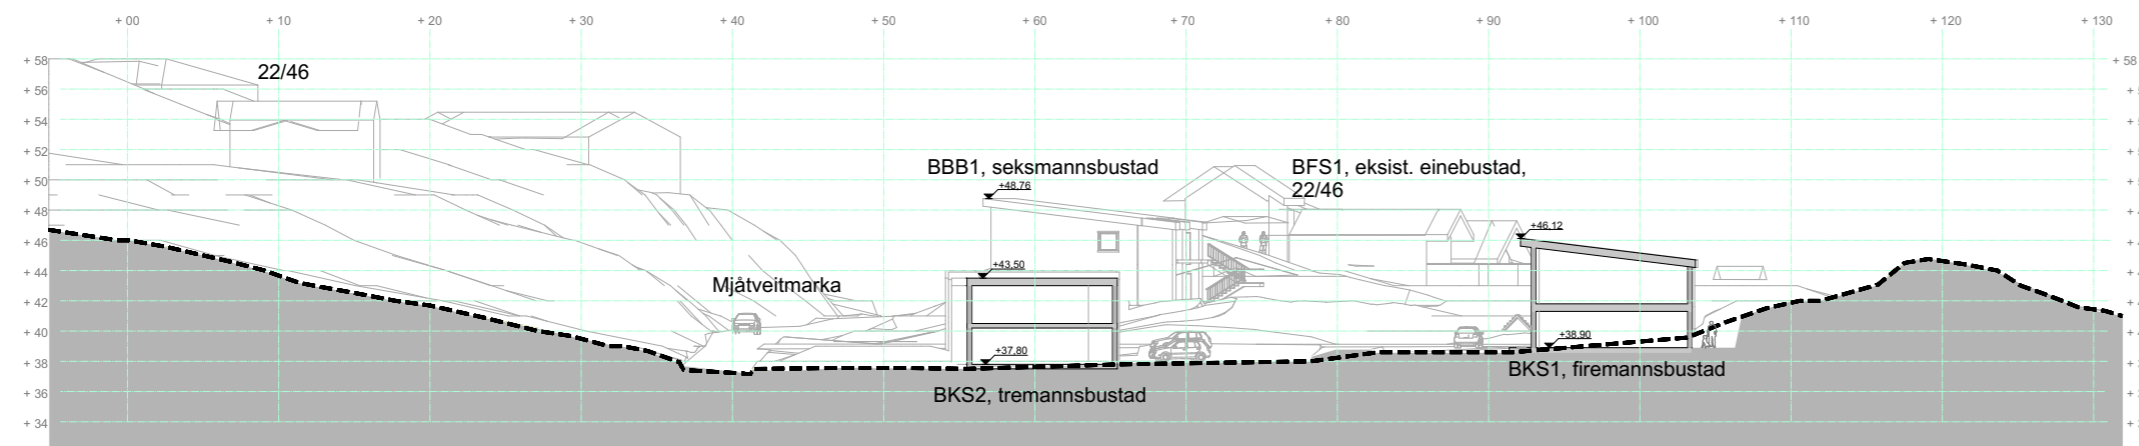 + 00 + 10 + 20 + 30 + 40 + 50 + 60 + 70 + 80 + 90 + 100 + 110 + 120 + 130
+ 58 + 58
22/46
+ 56
+ 54
+ 52
BBB1, seksmannsbustad
BFS1, eksist. einebustad,
22/46
+ 50
+48,76
+ 48
+46,12
+ 46
+ 44
+43,50
Mjåtveitmarka
+ 42
+ 40
+38,90
+ 38
+37,80
BKS1, firemannsbustad
+ 36
BKS2, tremannsbustad
+ 34